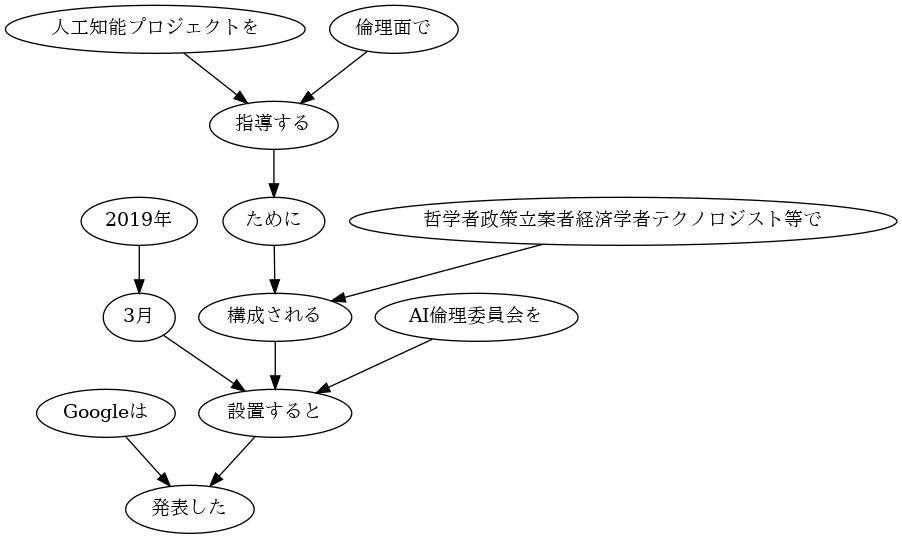 人工知能プロジェクトを
倫理面で
指導する
2019年
ために
哲学者政策立案者経済学者テクノロジスト等で
3月
構成される
AI倫理委員会を
Googleは
設置すると
発表した